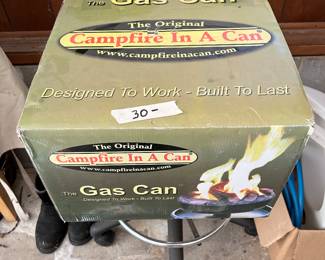 The Gas Can
The Original
Campfire In A Can
www.campfireinacan.com
Designed To Work - Built To Last
30-
The Original
Campfire In A Can
www.campfireinacan.com
The Gas Can
Designed To Work - Built To Last